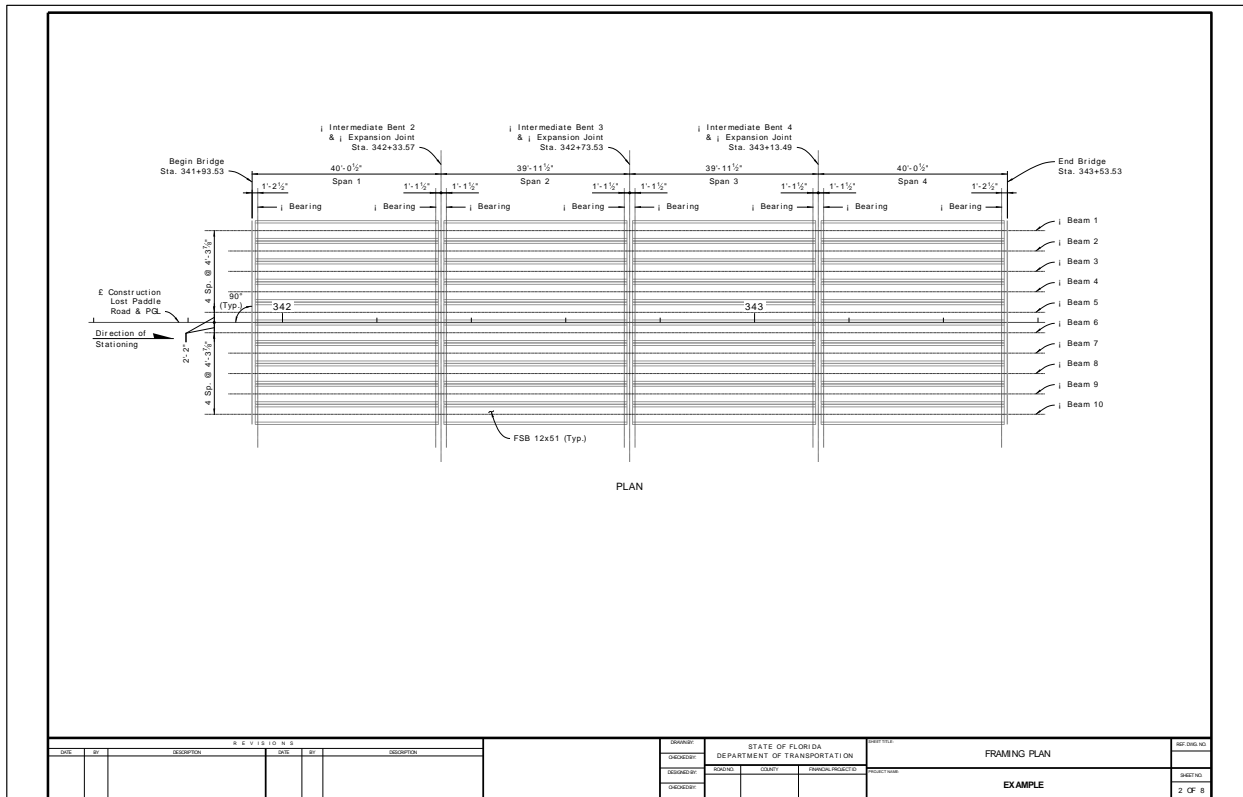 ¡ Intermediate Bent 2
& ¡ Expansion Joint
Sta. 342+33.57
¡ Intermediate Bent 3
& ¡ Expansion Joint
Sta. 342+73.53
¡ Intermediate Bent 4
& ¡ Expansion Joint
Sta. 343+13.49
Begin Bridge
Sta. 341+93.53
End Bridge
Sta. 343+53.53
40'-0½"
39'-11½"
39'-11½"
40'-0½"
Span 1
Span 2
Span 3
Span 4
1'-2½"
1'-1½"
1'-1½"
1'-1½"
1'-1½"
1'-1½"
1'-1½"
1'-2½"
¡ Bearing
¡ Bearing
¡ Bearing
¡ Bearing
¡ Bearing
¡ Bearing
¡ Bearing
¡ Bearing
¡ Beam 1
¡ Beam 2
¡ Beam 3
¡ Beam 4
¡ Beam 5
¡ Beam 6
¡ Beam 7
¡ Beam 8
¡ Beam 9
¡ Beam 10
4 Sp. @ 4'-3⅞"
£ Construction
Lost Paddle
Road & PGL
90°
(Typ.)
342
343
Direction of
Stationing
2'-2"
4 Sp. @ 4'-3⅞"
FSB 12x51 (Typ.)
PLAN
REVISIONS
DATE BY DESCRIPTION DATE BY DESCRIPTION
DRAWN BY:
CHECKED BY:
DESIGNED BY:
CHECKED BY:
STATE OF FLORIDA
DEPARTMENT OF TRANSPORTATION
ROAD NO. COUNTY FINANCIAL PROJECT ID
SHEET TITLE:
FRAMING PLAN
PROJECT NAME:
EXAMPLE
REF. DWG. NO.
SHEET NO.
2 OF 8